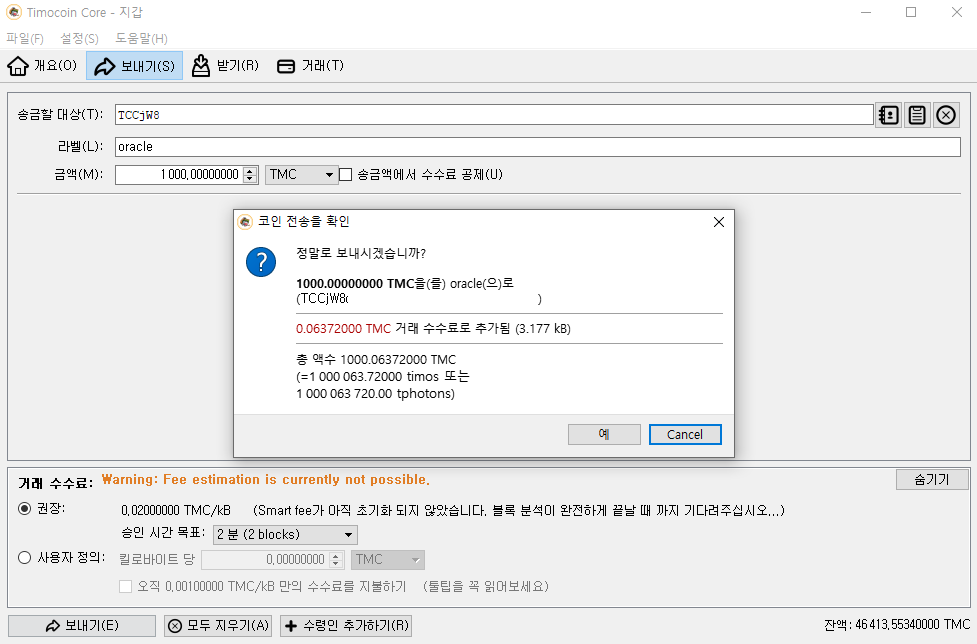 Timocoin Core - 지갑
파일(F) 설정(S) 도움말(H)
개요(O) 보내기(S) 받기(R) 거래(T)
송금할 대상(T): TCCjW8
라벨(L): oracle
금액(M): 1 000,00000000 TMC 송금액에서 수수료 공제(U)
코인 전송을 확인
정말로 보내시겠습니까?
1000.00000000 TMC을(를) oracle(으)로
(TCCjW8 )
0.06372000 TMC 거래 수수료로 추가됨 (3.177 kB)
총 액수 1000.06372000 TMC
(=1 000 063.72000 timos 또는
1 000 063 720.00 tphotons)
예 Cancel
거래 수수료: Warning: Fee estimation is currently not possible. 숨기기
권장: 0,02000000 TMC/kB (Smart fee가 아직 초기화 되지 않았습니다. 블록 분석이 완전하게 끝날 때 까지 기다려주십시오...)
승인 시간 목표: 2 분 (2 blocks)
사용자 정의: 킬로바이트 당 0,00000000 TMC
오직 0,00100000 TMC/kB 만의 수수료를 지불하기 (툴팁을 꼭 읽어보세요)
보내기(E) 모두 지우기(A) 수령인 추가하기(R) 잔액: 46 413,55340000 TMC